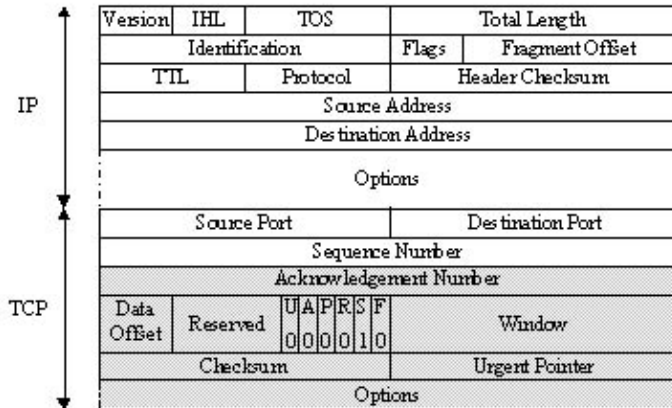 Version IHL TOS Total Length
Identification Flags Fragment Offset
TTL Protocol Header Checksum
IP
Source Address
Destination Address
Options
Source Port Destination Port
Sequence Number
Acknowledgement Number
TCP
Data Offset Reserved U A P R S F Window
0 0 0 0 1 0
Checksum Urgent Pointer
Options